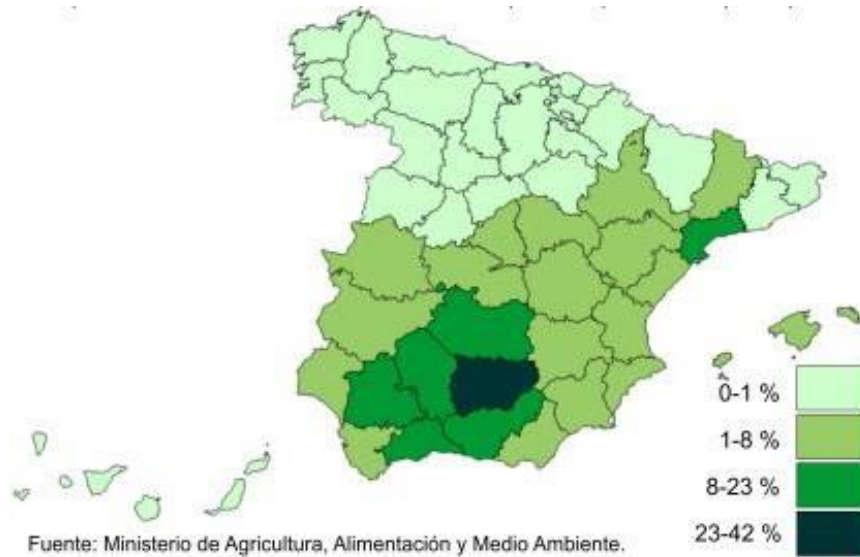 0-1 %
1-8 %
8-23 %
23-42 %
Fuente: Ministerio de Agricultura, Alimentación y Medio Ambiente.